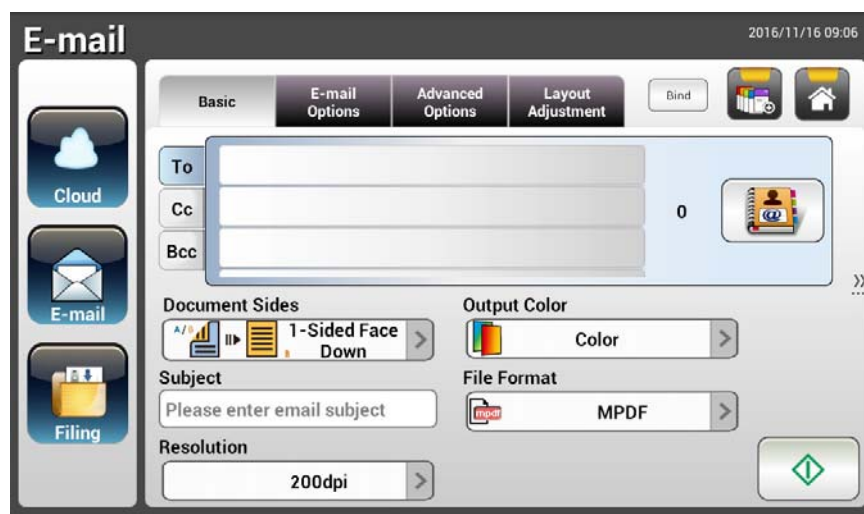 E-mail
2016/11/16 09:06
Basic
E-mail
Options
Advanced
Options
Layout
Adjustment
Bind
Cloud
E-mail
Filing
To
Cc
Bcc
0
@
>>
Document Sides
A/B
1-Sided Face
Down
>
Output Color
Color
>
Subject
Please enter email subject
File Format
mpdf
MPDF
>
Resolution
200dpi
>